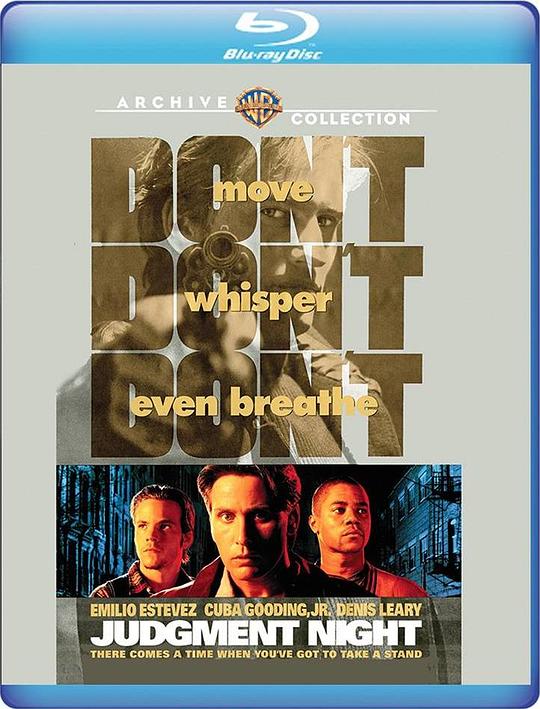 Blu-ray Disc
ARCHIVE WB COLLECTION
DON'T
move
DON'T
whisper
DON'T
even breathe
EMILIO ESTEVEZ CUBA GOODING, JR. DENIS LEARY
JUDGMENT NIGHT
THERE COMES A TIME WHEN YOU'VE GOT TO TAKE A STAND